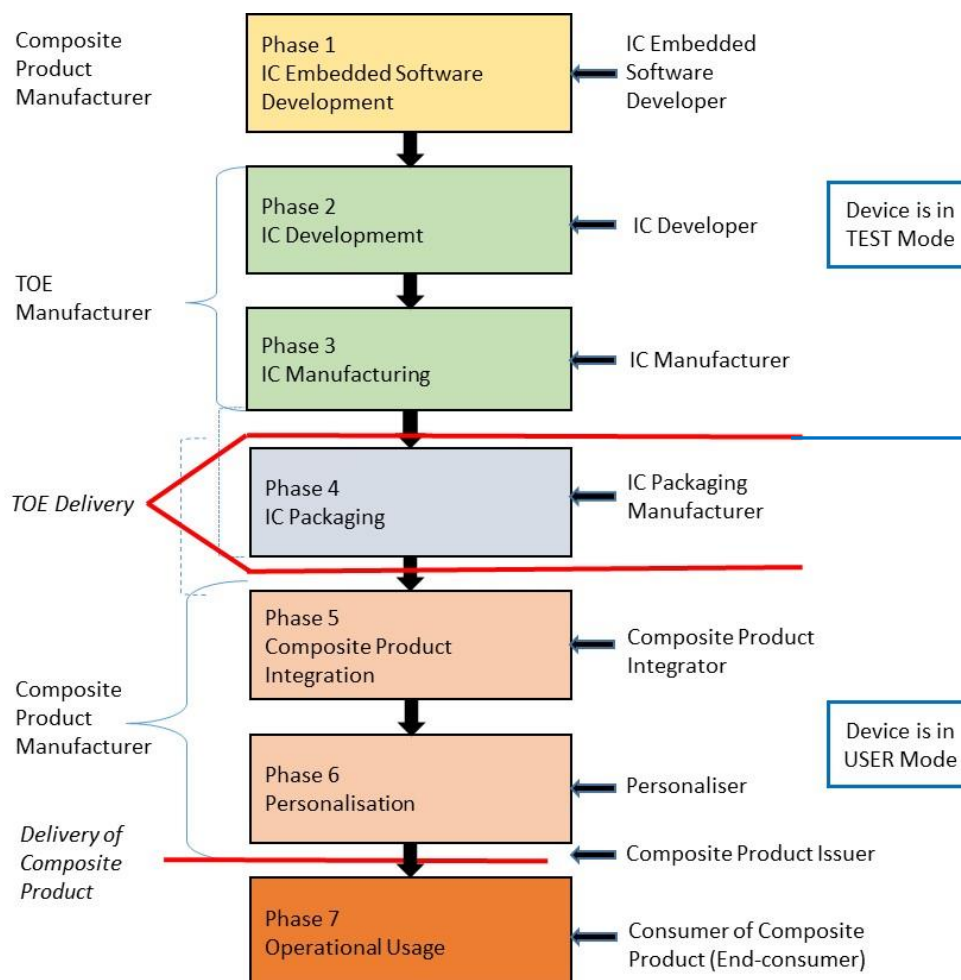 Composite
Product
Manufacturer
Phase 1
IC Embedded Software
Development
IC Embedded
Software
Developer
Phase 2
IC Developmemt
IC Developer
Device is in
TEST Mode
TOE
Manufacturer
Phase 3
IC Manufacturing
IC Manufacturer
TOE Delivery
Phase 4
IC Packaging
IC Packaging
Manufacturer
Phase 5
Composite Product
Integration
Composite Product
Integrator
Composite
Product
Manufacturer
Device is in
USER Mode
Phase 6
Personalisation
Personaliser
Delivery of
Composite
Product
Composite Product Issuer
Phase 7
Operational Usage
Consumer of Composite
Product (End-consumer)